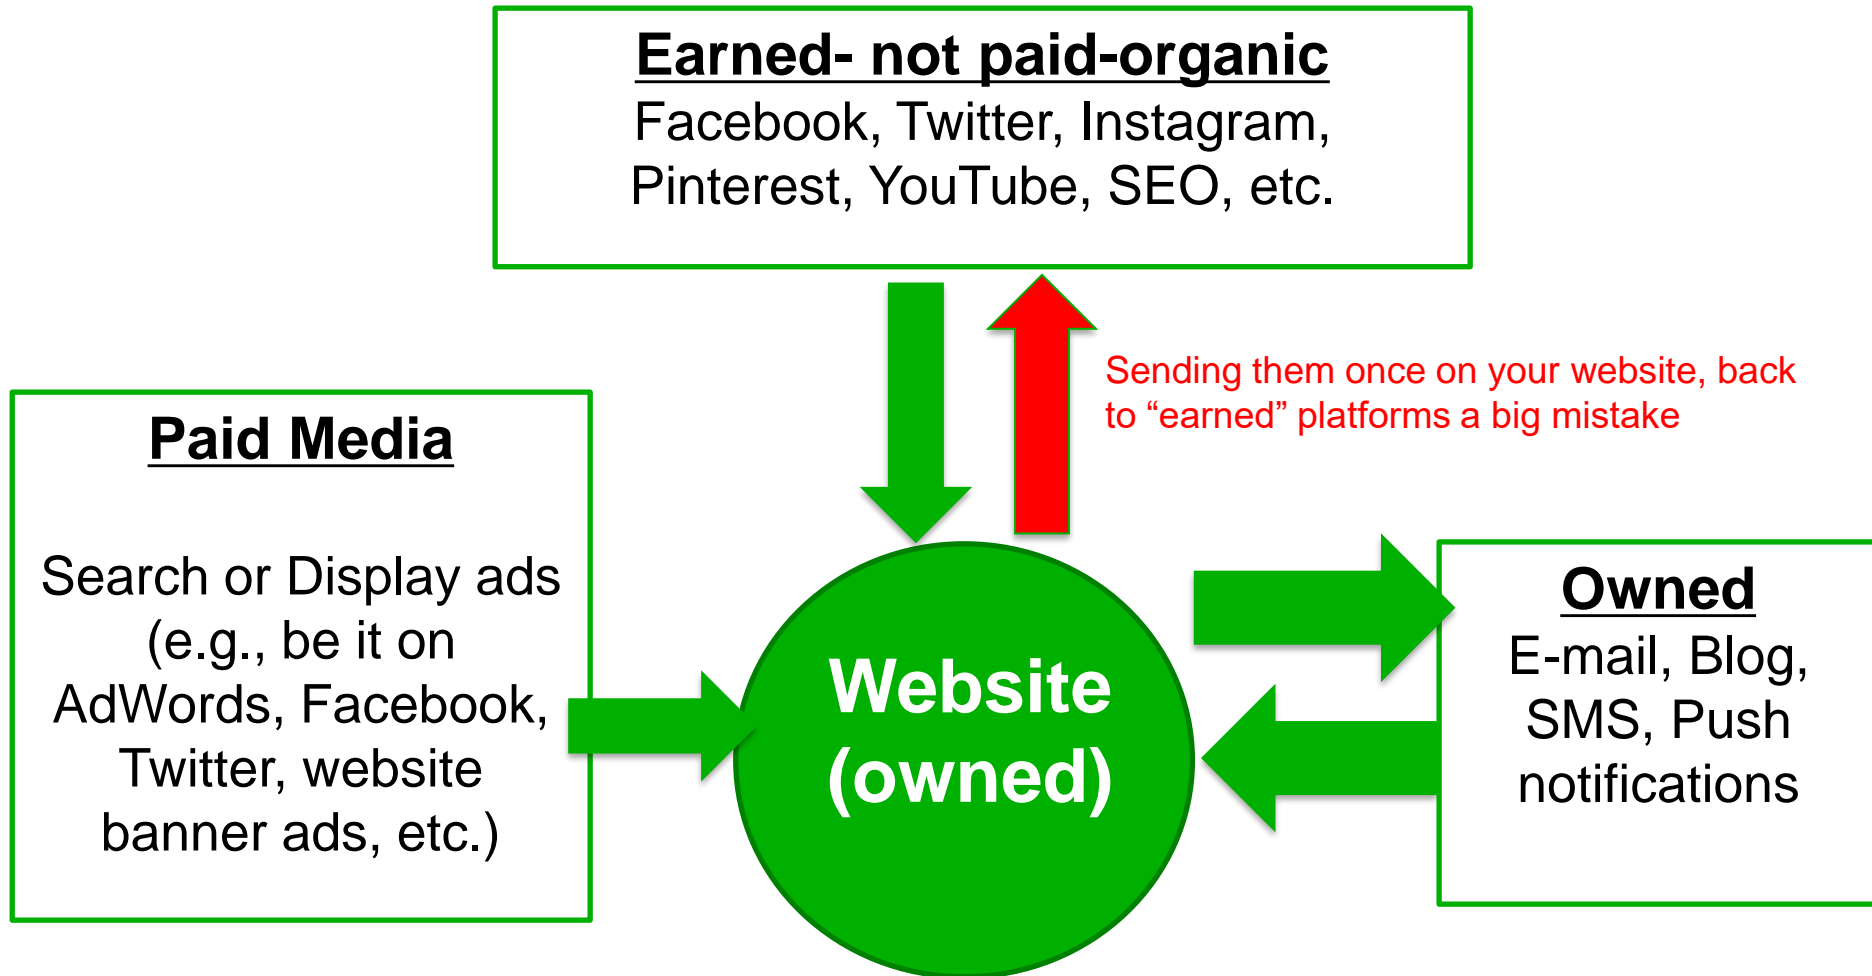 Earned- not paid-organic
Facebook, Twitter, Instagram,
Pinterest, YouTube, SEO, etc.
Sending them once on your website, back
to “earned” platforms a big mistake
Paid Media
Search or Display ads
(e.g., be it on
AdWords, Facebook,
Twitter, website
banner ads, etc.)
Website
(owned)
Owned
E-mail, Blog,
SMS, Push
notifications